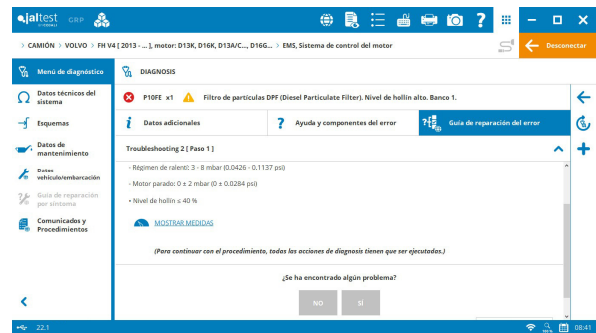 jaltest GRP
CAMIÓN > VOLVO > FH V4 [ 2013 - ... ], motor: D13K, D16K, D13A/C..., D16G... > EMS, Sistema de control del motor
Desconectar
Menú de diagnóstico
DIAGNOSIS
Datos técnicos del sistema
P10FE x1 Filtro de partículas DPF (Diesel Particulate Filter). Nivel de hollín alto. Banco 1.
Esquemas
Datos adicionales
Ayuda y componentes del error
Guía de reparación del error
Datos de mantenimiento
Troubleshooting 2 [ Paso 1 ]
Datos vehículo/embarcación
- Régimen de ralentí: 3 - 8 mbar (0.0426 - 0.1137 psi)
- Motor parado: 0 ± 2 mbar (0 ± 0.0284 psi)
Guía de reparación por síntoma
• Nivel de hollín ≤ 40 %
Comunicados y Procedimientos
MOSTRAR MEDIDAS
(Para continuar con el procedimiento, todas las acciones de diagnosis tienen que ser ejecutadas.)
¿Se ha encontrado algún problema?
NO
SÍ
22.1
100 %
08:41